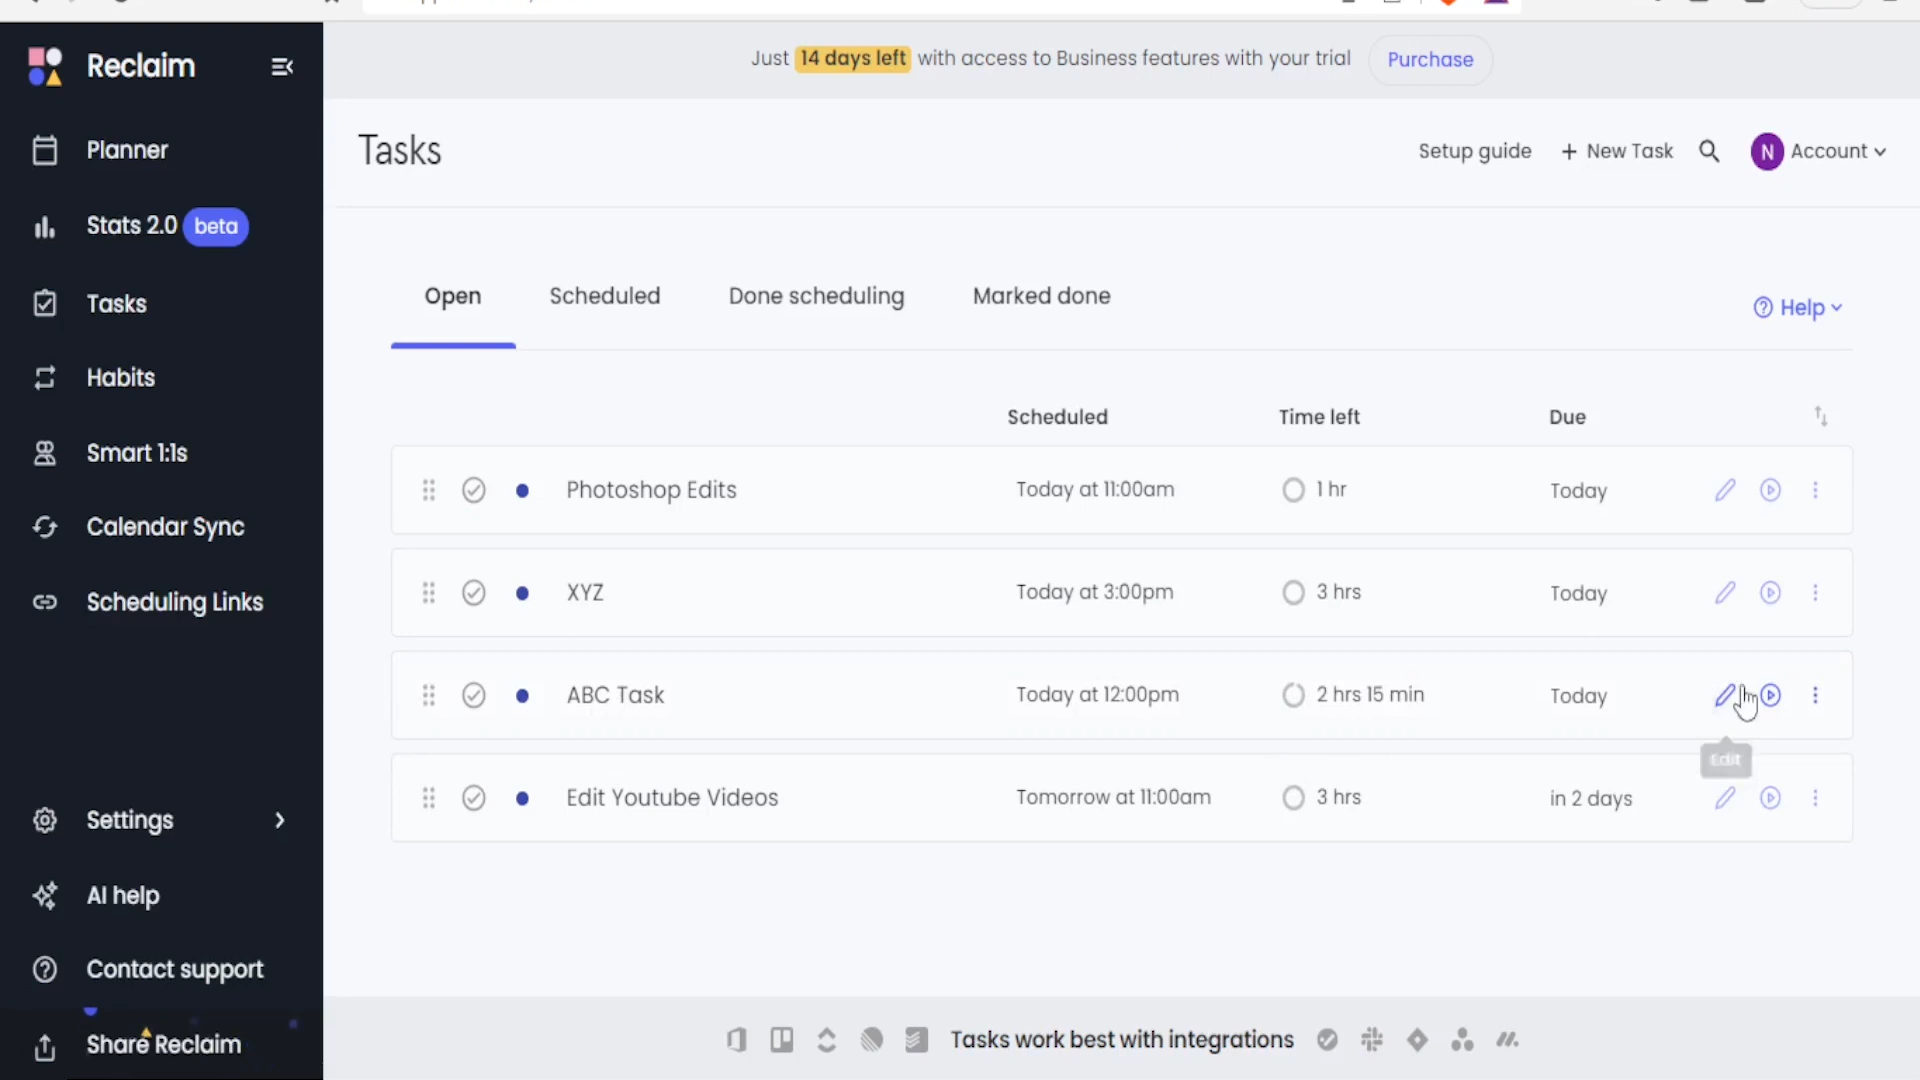 Reclaim
Just 14 days left with access to Business features with your trial Purchase
Planner
Tasks
Setup guide
+ New Task
N Account
Stats 2.0 beta
Tasks
Habits
Smart 1:1s
Calendar Sync
Scheduling Links
Settings
AI help
Contact support
Share Reclaim
Open Scheduled Done scheduling Marked done
Help
Scheduled Time left Due
Photoshop Edits Today at 11:00am 1 hr Today
XYZ Today at 3:00pm 3 hrs Today
ABC Task Today at 12:00pm 2 hrs 15 min Today
Edit
Edit Youtube Videos Tomorrow at 11:00am 3 hrs in 2 days
Tasks work best with integrations